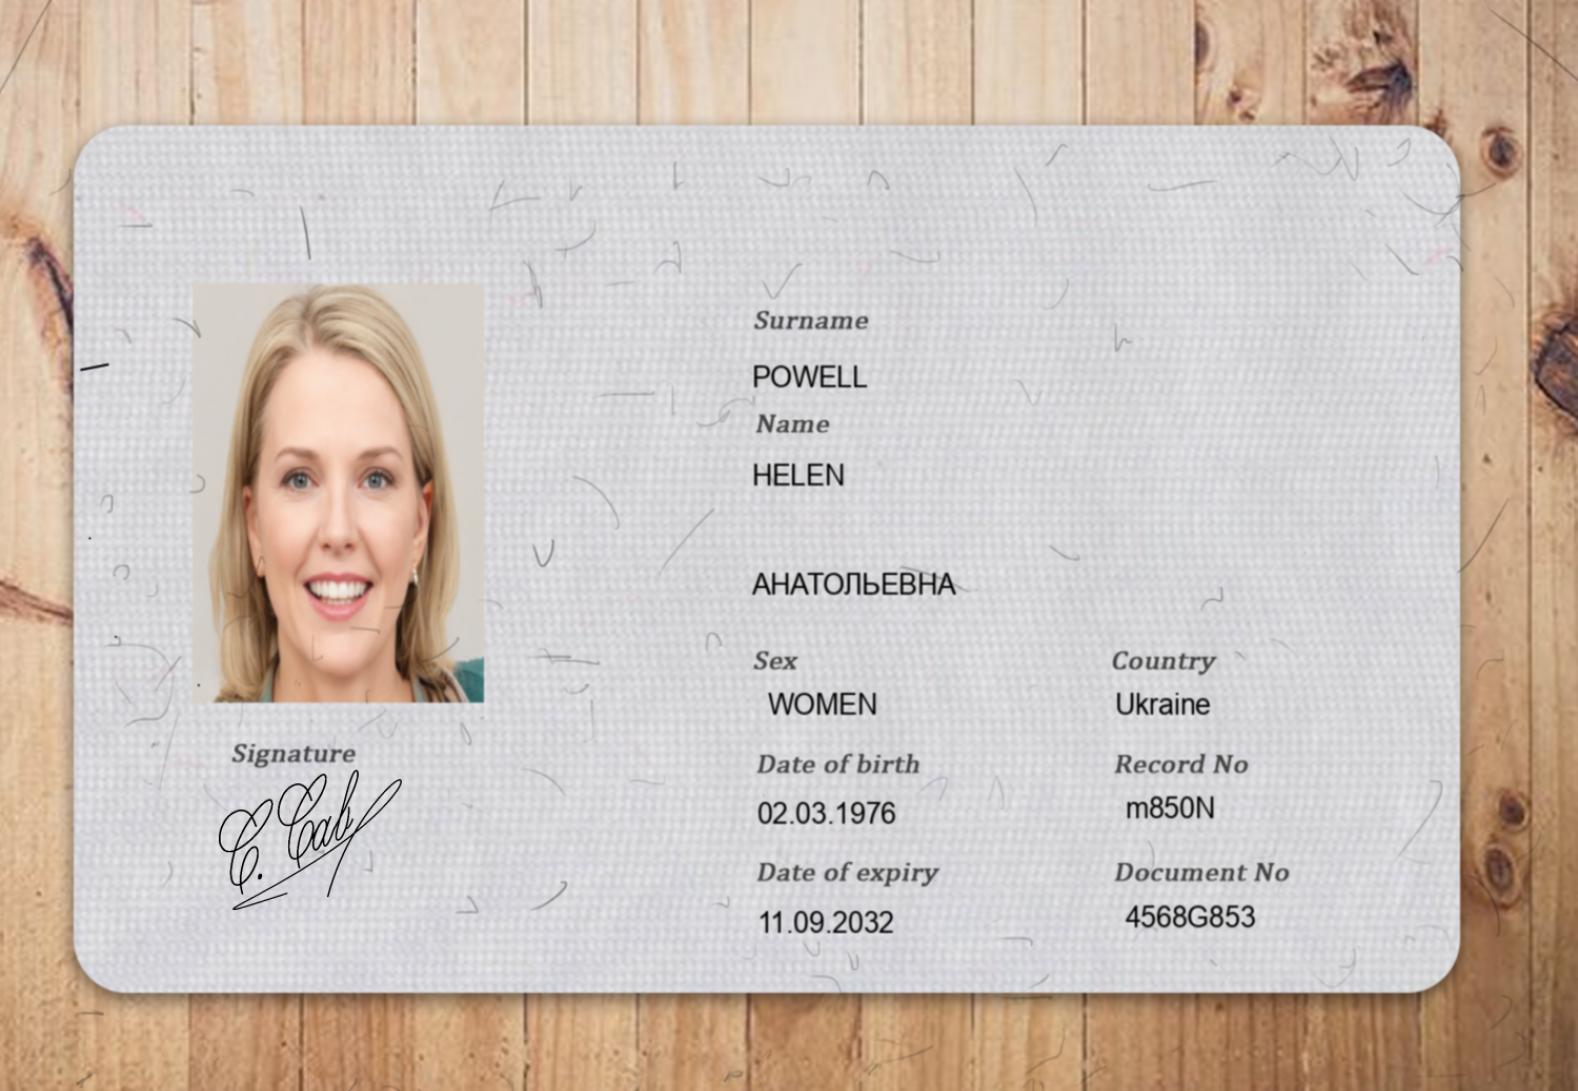 Surname
POWELL
Name
HELEN
АНАТОЛЬЕВНА
Sex
WOMEN
Country
Ukraine
Date of birth
02.03.1976
Record No
m850N
Date of expiry
11.09.2032
Document No
4568G853
Signature